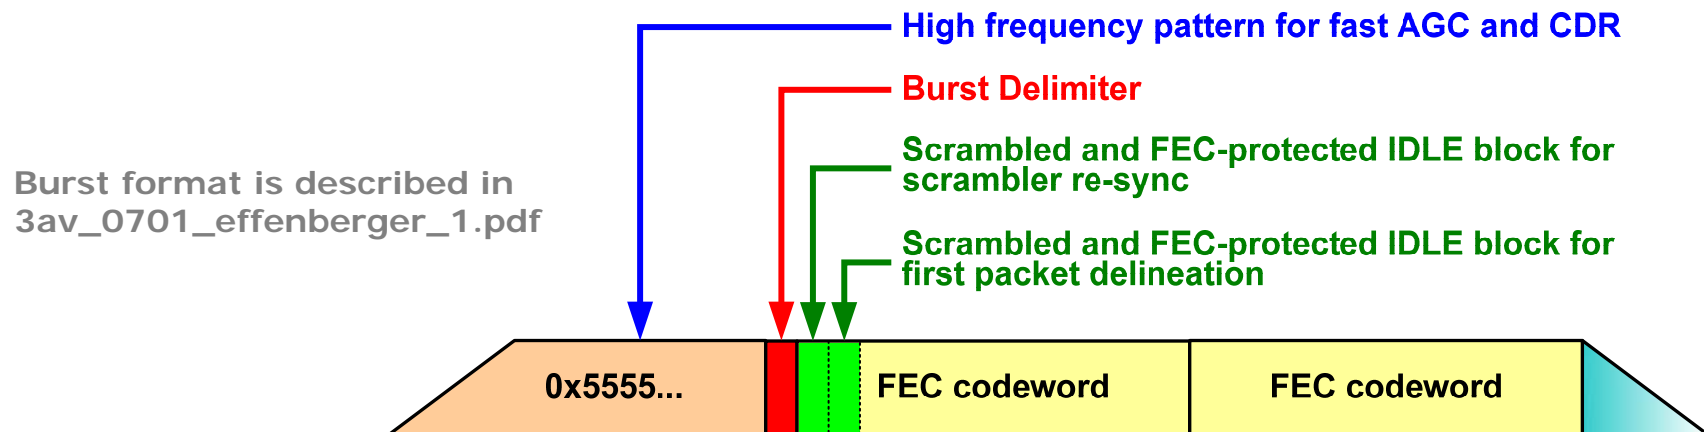 High frequency pattern for fast AGC and CDR
Burst Delimiter
Scrambled and FEC-protected IDLE block for
scrambler re-sync
Burst format is described in
3av_0701_effenberger_1.pdf
Scrambled and FEC-protected IDLE block for
first packet delineation
0x5555...
FEC codeword
FEC codeword